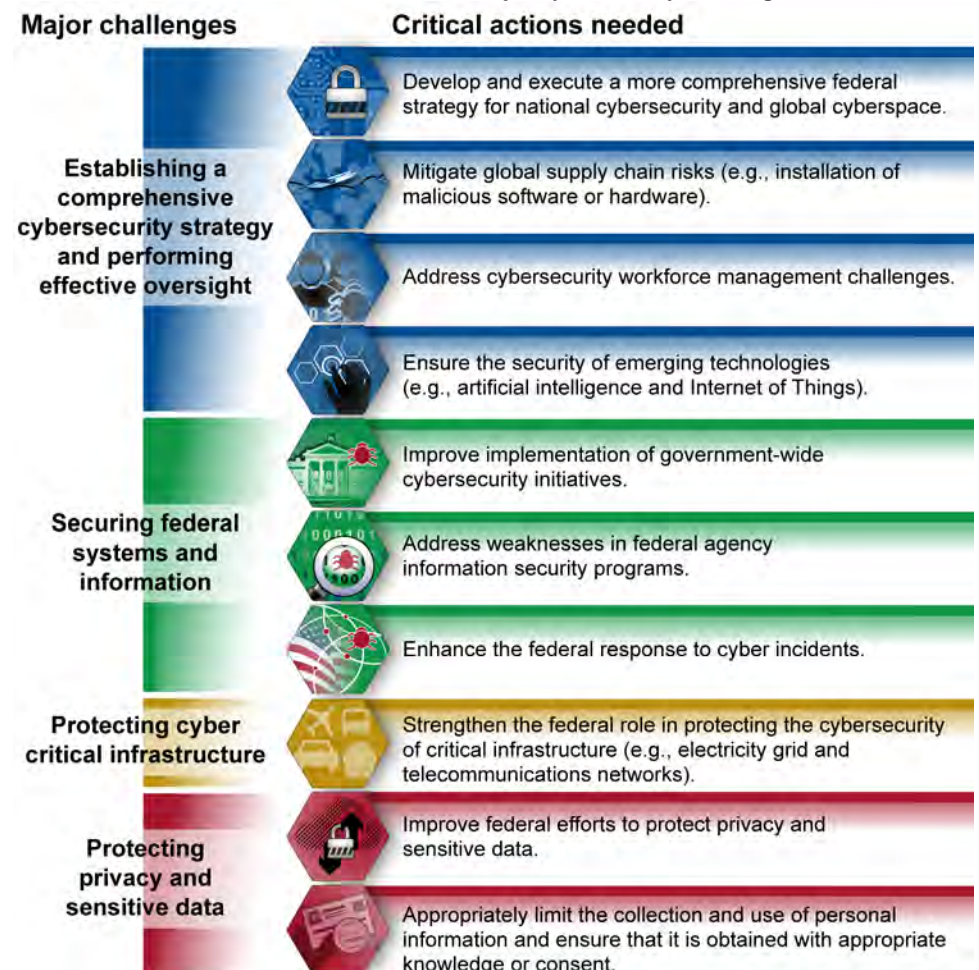 Major challenges
Critical actions needed
Establishing a
comprehensive
cybersecurity strategy
and performing
effective oversight
Develop and execute a more comprehensive federal
strategy for national cybersecurity and global cyberspace.
Mitigate global supply chain risks (e.g., installation of
malicious software or hardware).
Address cybersecurity workforce management challenges.
Ensure the security of emerging technologies
(e.g., artificial intelligence and Internet of Things).
Securing federal
systems and
information
Improve implementation of government-wide
cybersecurity initiatives.
Address weaknesses in federal agency
information security programs.
Enhance the federal response to cyber incidents.
Protecting cyber
critical infrastructure
Strengthen the federal role in protecting the cybersecurity
of critical infrastructure (e.g., electricity grid and
telecommunications networks).
Protecting
privacy and
sensitive data
Improve federal efforts to protect privacy and
sensitive data.
Appropriately limit the collection and use of personal
information and ensure that it is obtained with appropriate
knowledge or consent.